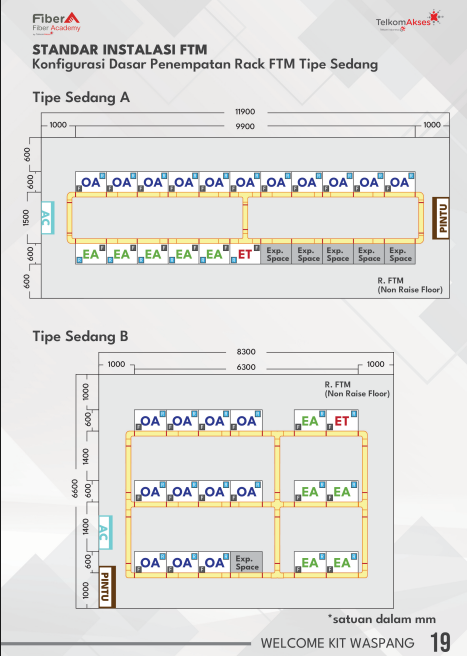 Fiber
Fiber Academy
TelkomAkses
STANDAR INSTALASI FTM
Konfigurasi Dasar Penempatan Rack FTM Tipe Sedang
Tipe Sedang A
11900
1000 9900 1000
600
600
1500
600
600
OA OA OA OA OA OA OA OA OA OA OA
F F F F F F F F F F F
AC
PINTU
EA EA EA EA EA ET Exp. Space Exp. Space Exp. Space Exp. Space Exp. Space
F F F F F F
R. FTM
(Non Raise Floor)
Tipe Sedang B
8300
1000 6300 1000
R. FTM
(Non Raise Floor)
6600
1000
600
1400
600
1400
600
1000
OA OA OA OA EA ET
F F F F F F
OA OA OA OA EA EA
F F F F F F
AC
OA OA OA Exp. Space EA EA
F F F F F
PINTU
*satuan dalam mm
WELCOME KIT WASPANG 19